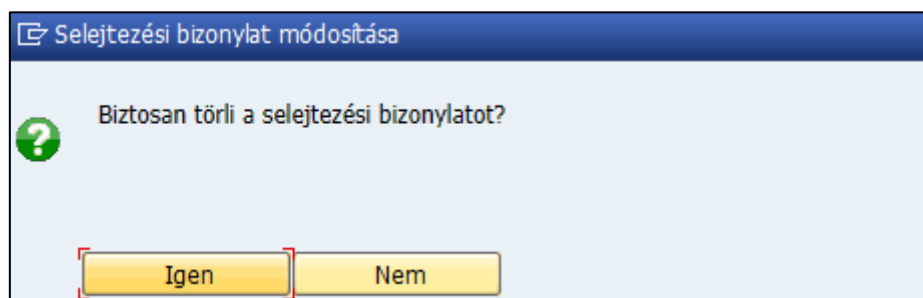 Selejtezési bizonylat módosítása
Biztosan törli a selejtezési bizonylatot?
Igen
Nem